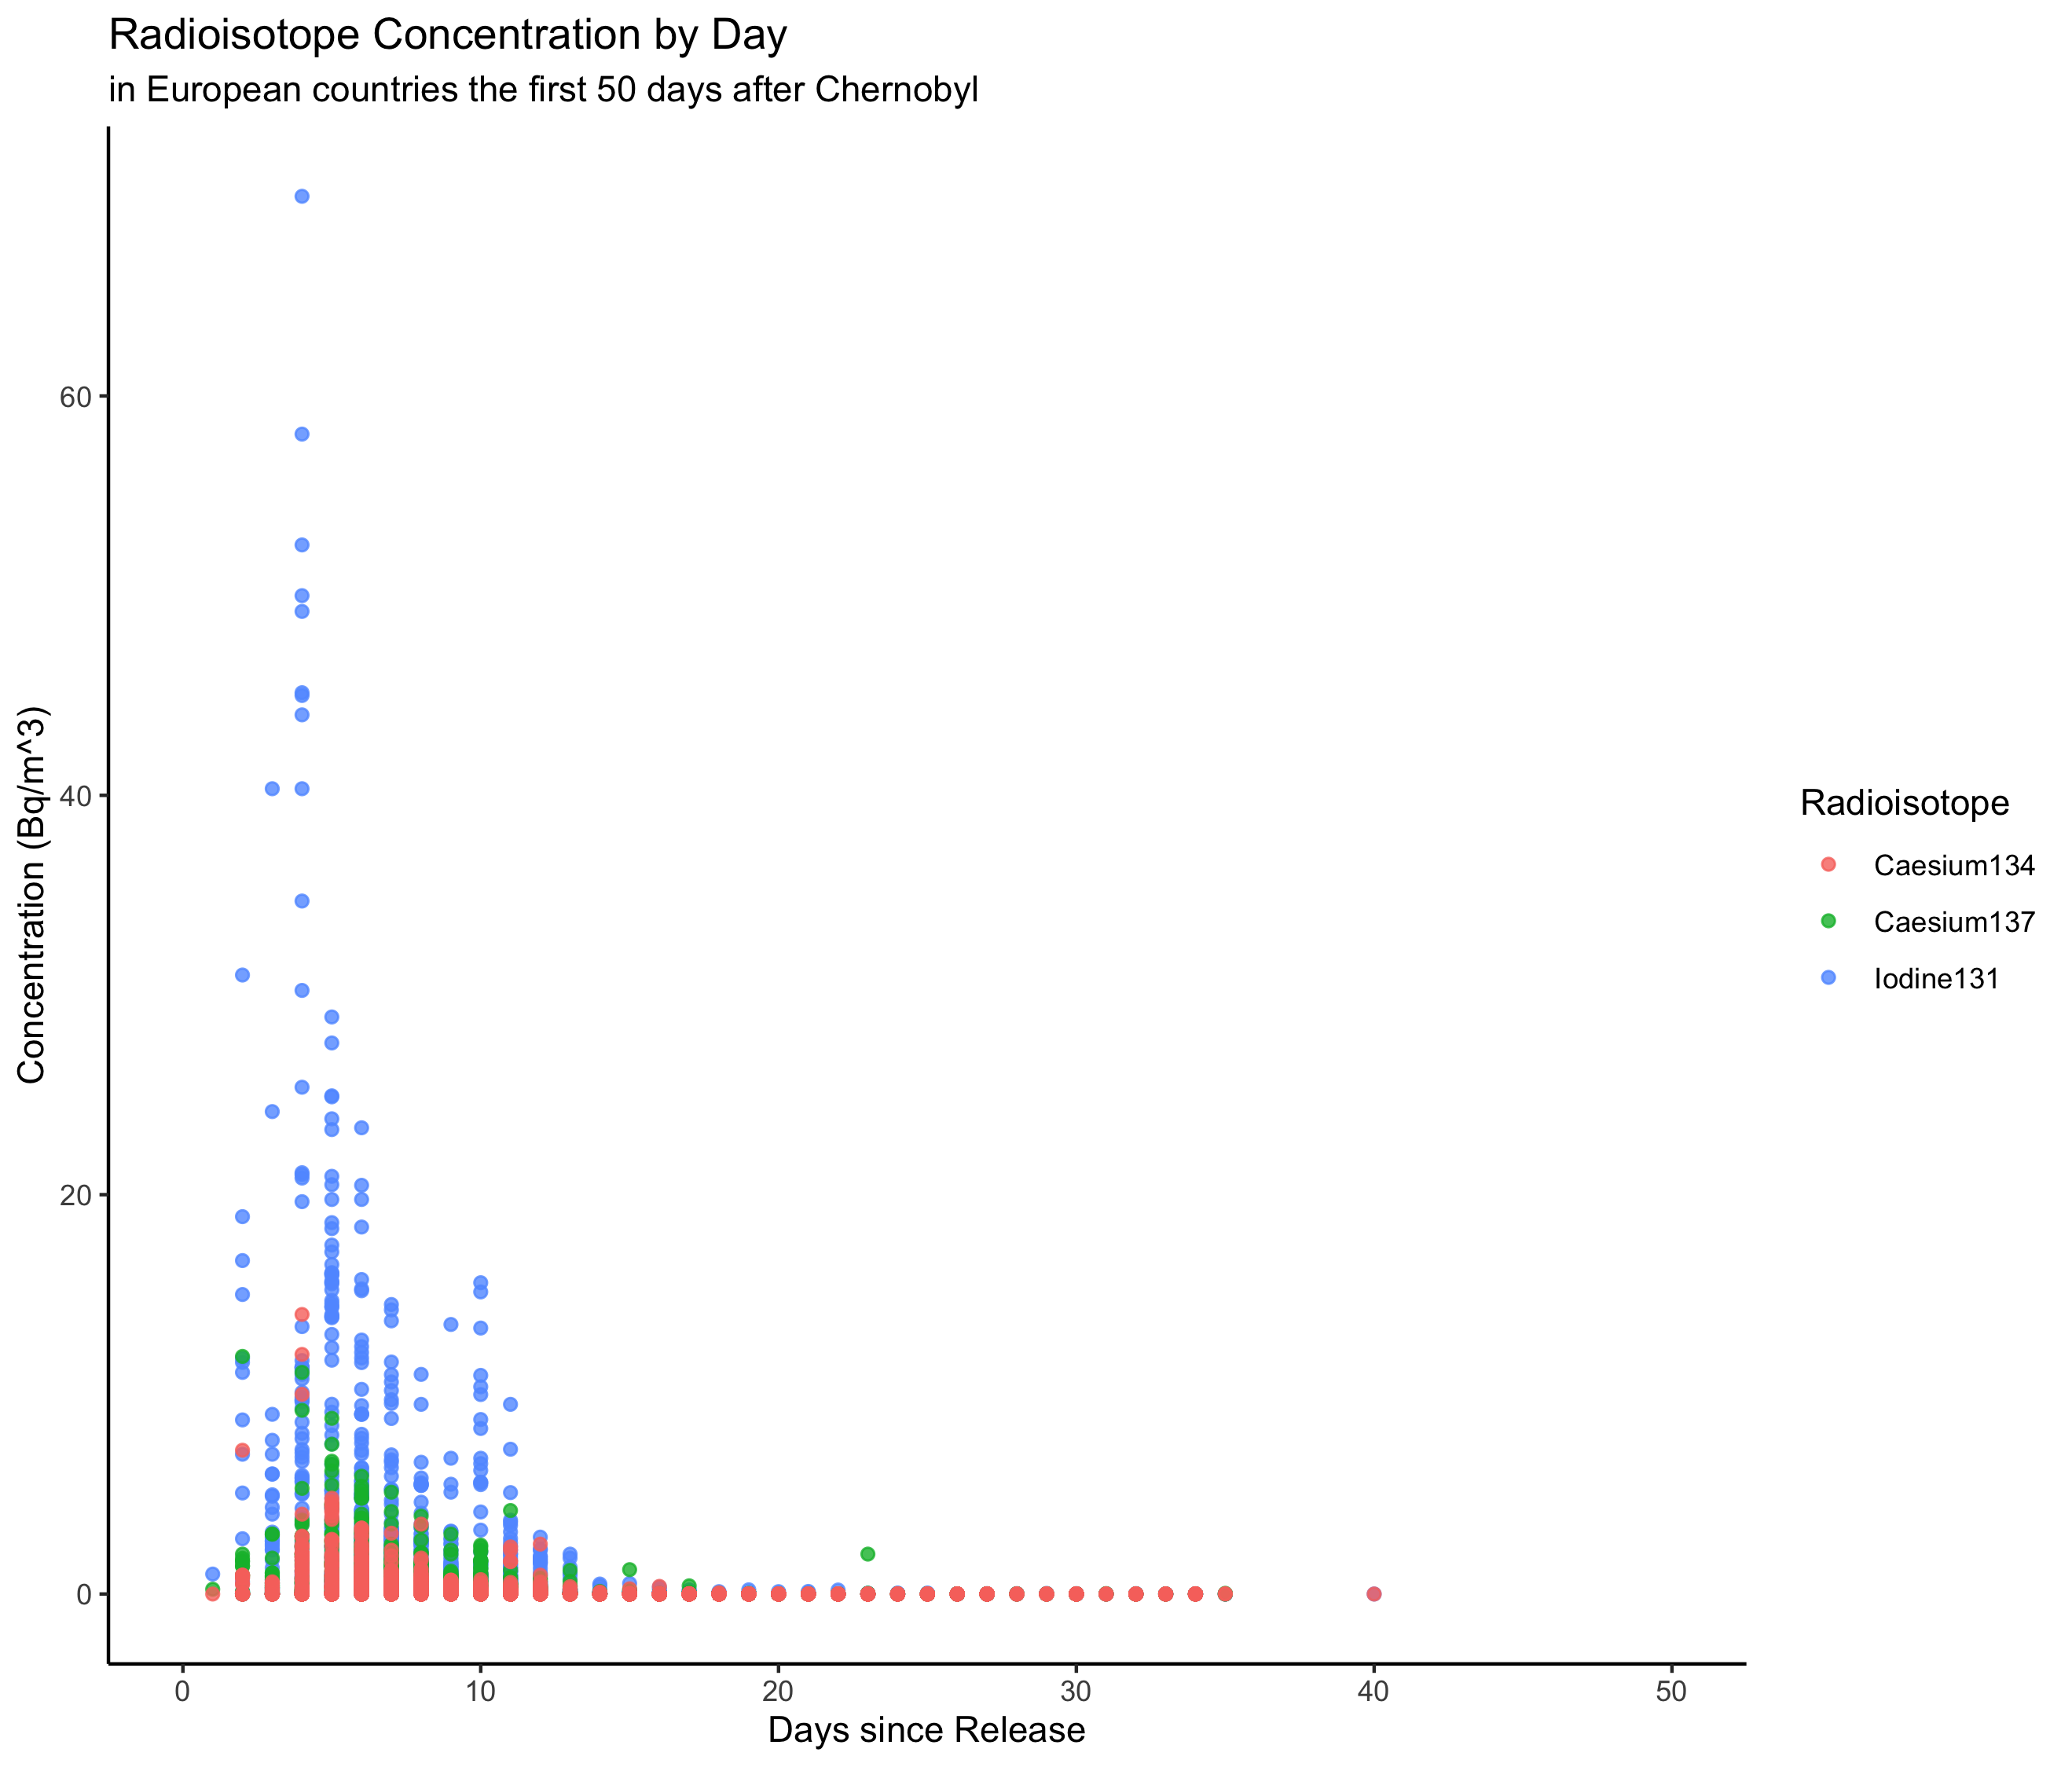 Radioisotope Concentration by Day
in European countries the first 50 days after Chernobyl
Concentration (Bq/m^3)
60
40
20
0
0 10 20 30 40 50
Days since Release
Radioisotope
Caesium134
Caesium137
Iodine131